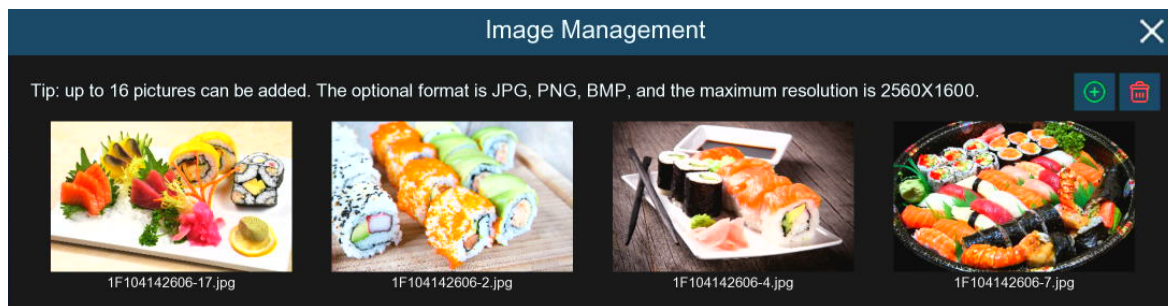 Image Management
Tip: up to 16 pictures can be added. The optional format is JPG, PNG, BMP, and the maximum resolution is 2560X1600.
1F104142606-17.jpg
1F104142606-2.jpg
1F104142606-4.jpg
1F104142606-7.jpg